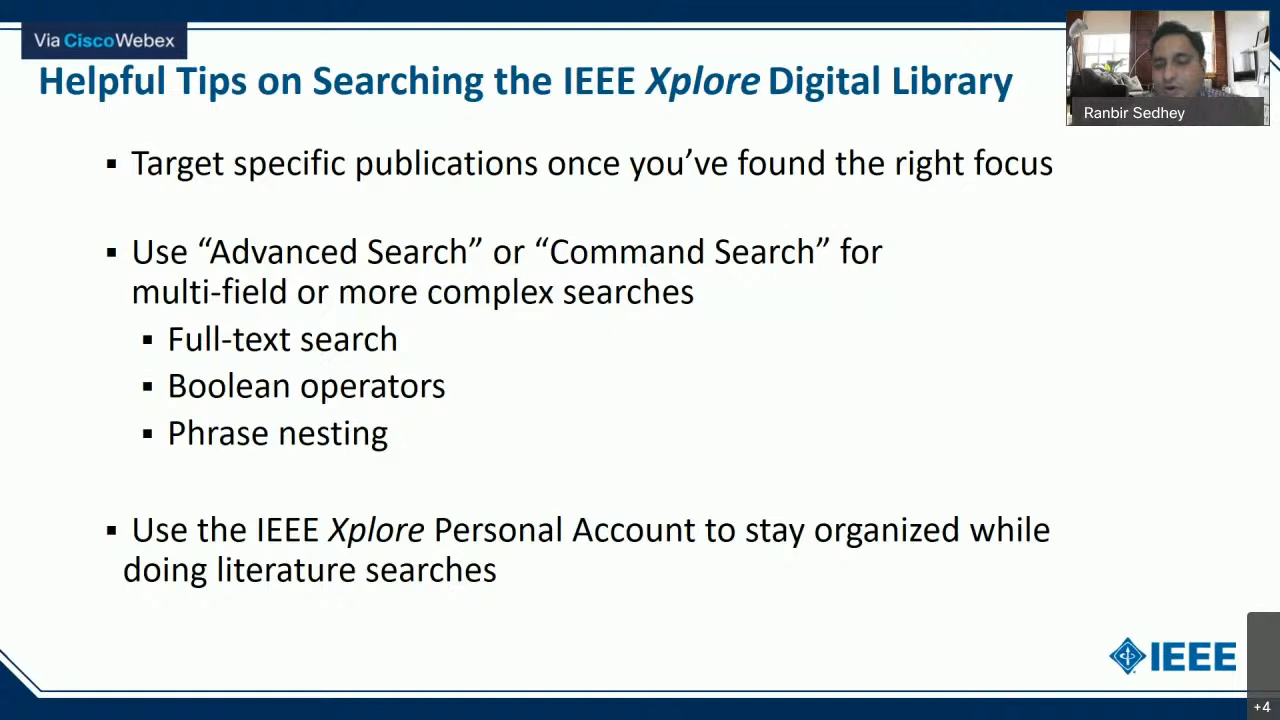 Via CiscoWebex
Helpful Tips on Searching the IEEE Xplore Digital Library
Ranbir Sedhey
▪ Target specific publications once you’ve found the right focus
▪ Use “Advanced Search” or “Command Search” for
multi-field or more complex searches
▪ Full-text search
▪ Boolean operators
▪ Phrase nesting
▪ Use the IEEE Xplore Personal Account to stay organized while
doing literature searches
IEEE
+4